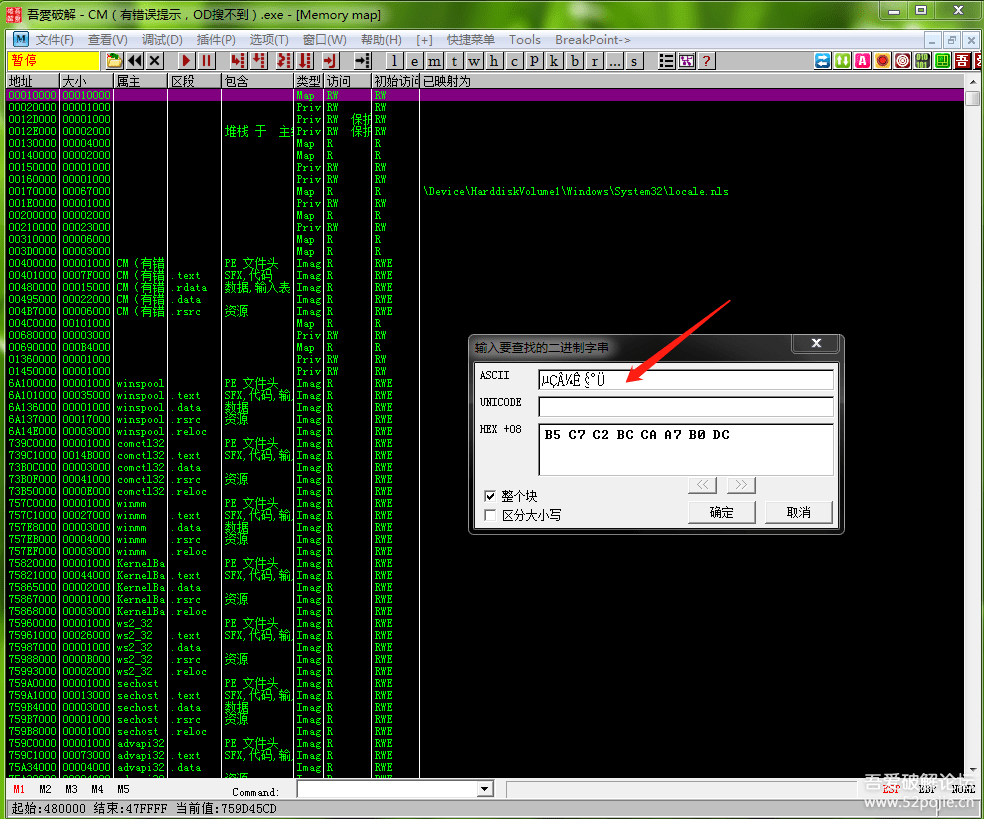 吾愛破解 - CM（有错误提示，OD搜不到）.exe - [Memory map]
M 文件(F) 查看(V) 调试(D) 插件(P) 选项(T) 窗口(W) 帮助(H) [+] 快捷菜单 Tools BreakPoint->
暂停 l e m t w h c P k b r ... s ?
地址 大小 属主 区段 包含 类型 访问 初始访问 已映射为
00010000 00010000 Map RW RW
00020000 00001000 Priv RW RW
0012D000 00001000 Priv RW 保护 RW
0012E000 00002000 堆栈 于 主线 Priv RW 保护 RW
00130000 00004000 Map R R
00140000 00002000 Map R R
00150000 00001000 Priv RW RW
00160000 00001000 Priv RW RW
00170000 00067000 Map R R \Device\HarddiskVolume1\Windows\System32\locale.nls
001E0000 00001000 Priv RW RW
00200000 00002000 Map R R
00210000 00023000 Priv RW RW
00310000 00006000 Map R R
003D0000 00003000 Map R R
00400000 00001000 CM（有错 PE 文件头 Imag R RWE
00401000 0007F000 CM（有错 .text SFX,代码 Imag R RWE
00480000 00015000 CM（有错 .rdata 数据,输入表 Imag R RWE
00495000 00022000 CM（有错 .data Imag R RWE
004B7000 00006000 CM（有错 .rsrc 资源 Imag R RWE
004C0000 00101000 Map R R
00680000 00003000 Priv RW RW
00690000 000B4000 Map R R
01360000 00001000 Priv RW RW
01450000 00001000 Priv RW RW
6A100000 00001000 winspool PE 文件头 Imag R RWE
6A101000 00035000 winspool .text SFX,代码,输 Imag R RWE
6A136000 00001000 winspool .data 数据 Imag R RWE
6A137000 00017000 winspool .rsrc 资源 Imag R RWE
6A14E000 00003000 winspool .reloc Imag R RWE
739C0000 00001000 comctl32 PE 文件头 Imag R RWE
739C1000 0014B000 comctl32 .text SFX,代码,输 Imag R RWE
73B0C000 00003000 comctl32 .data Imag R RWE
73B0F000 00041000 comctl32 .rsrc 资源 Imag R RWE
73B50000 0000E000 comctl32 .reloc Imag R RWE
757C0000 00001000 winmm PE 文件头 Imag R RWE
757C1000 00027000 winmm .text SFX,代码,输 Imag R RWE
757E8000 00003000 winmm .data 数据 Imag R RWE
757EB000 00004000 winmm .rsrc 资源 Imag R RWE
757EF000 00003000 winmm .reloc Imag R RWE
75820000 00001000 KernelBa PE 文件头 Imag R RWE
75821000 00044000 KernelBa .text SFX,代码,输 Imag R RWE
75865000 00002000 KernelBa .data Imag R RWE
75867000 00001000 KernelBa .rsrc 资源 Imag R RWE
75868000 00003000 KernelBa .reloc Imag R RWE
75960000 00001000 ws2_32 PE 文件头 Imag R RWE
75961000 00026000 ws2_32 .text SFX,代码,输 Imag R RWE
75987000 00001000 ws2_32 .data Imag R RWE
75988000 0000B000 ws2_32 .rsrc 资源 Imag R RWE
75993000 00002000 ws2_32 .reloc Imag R RWE
759A0000 00001000 sechost PE 文件头 Imag R RWE
759A1000 00013000 sechost .text SFX,代码,输 Imag R RWE
759B4000 00003000 sechost .data 数据 Imag R RWE
759B7000 00001000 sechost .rsrc 资源 Imag R RWE
759B8000 00001000 sechost .reloc Imag R RWE
759C0000 00001000 advapi32 PE 文件头 Imag R RWE
759C1000 00073000 advapi32 .text SFX,代码,输 Imag R RWE
75A34000 00004000 advapi32 .data Imag R RWE
输入要查找的二进制字串
ASCII µÇÂ¼Ê§°Ü
UNICODE
HEX +08 B5 C7 C2 BC CA A7 B0 DC
<< >>
整个块
区分大小写
确定 取消
M1 M2 M3 M4 M5 Command: ESP EBP NONE
起始:480000 结束:47FFFF 当前值:759D45CD
吾爱破解论坛
www.52pojie.cn